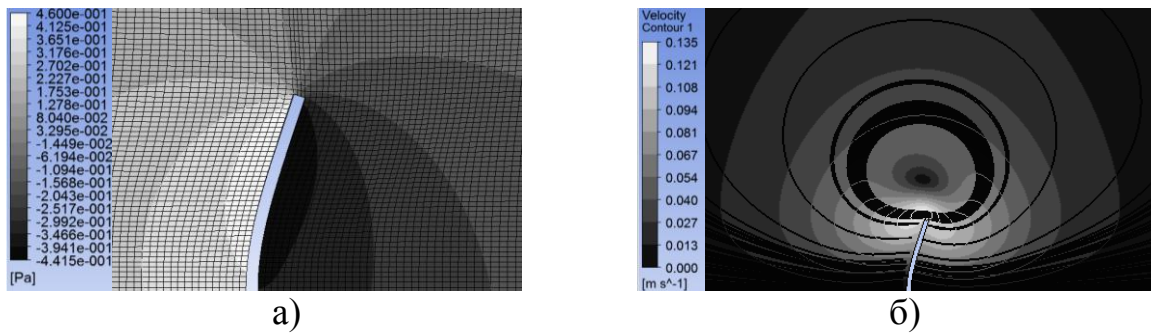 4.600e-001
4.125e-001
3.651e-001
3.176e-001
2.702e-001
2.227e-001
1.753e-001
1.278e-001
8.040e-002
3.295e-002
-1.449e-002
-6.194e-002
-1.094e-001
-1.568e-001
-2.043e-001
-2.517e-001
-2.992e-001
-3.466e-001
-3.941e-001
-4.415e-001
[Pa]
а)
Velocity
Contour 1
0.135
0.121
0.108
0.094
0.081
0.067
0.054
0.040
0.027
0.013
0.000
[m s^-1]
б)